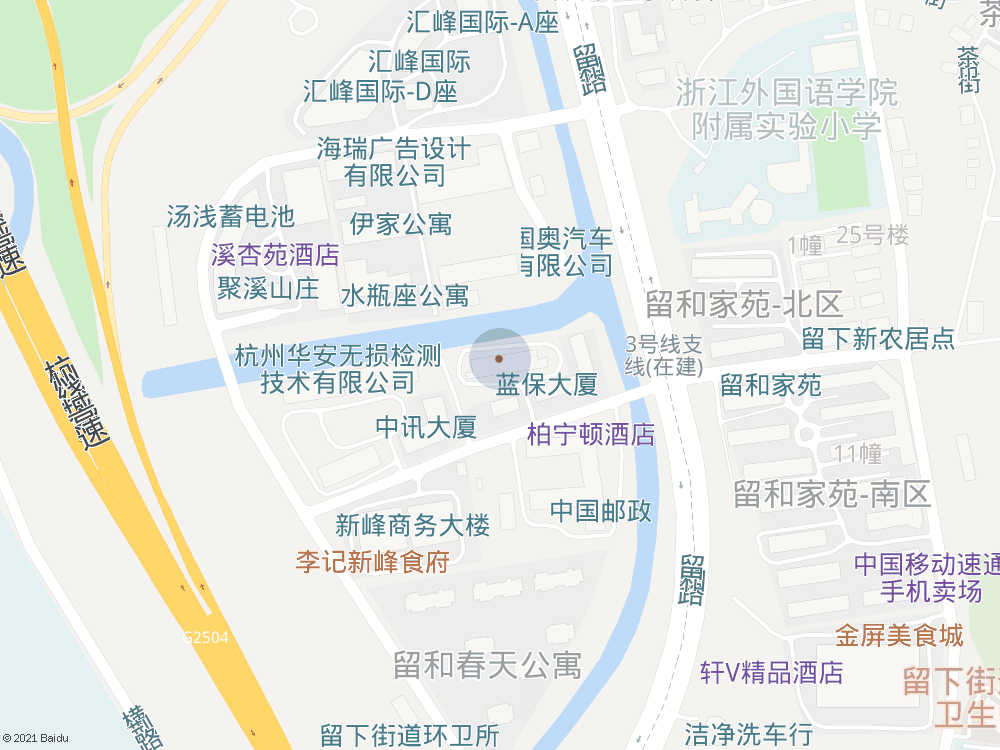 汇峰国际-A座
汇峰国际
汇峰国际-D座
茶市街
浙江外国语学院
附属实验小学
海瑞广告设计
有限公司
汤浅蓄电池
伊家公寓
1幢
25号楼
国奥汽车
有限公司
溪杏苑酒店
聚溪山庄
水瓶座公寓
留和家苑-北区
3号线支
线(在建)
留下新农居点
杭州华安无损检测
技术有限公司
蓝保大厦
留和家苑
中讯大厦
柏宁顿酒店
11幢
留和家苑-南区
新峰商务大楼
中国邮政
李记新峰食府
中国移动速通
手机卖场
G2504
金屏美食城
留和春天公寓
轩V精品酒店
留下街道
卫生
留下街道环卫所
洁净洗车行
© 2021 Baidu